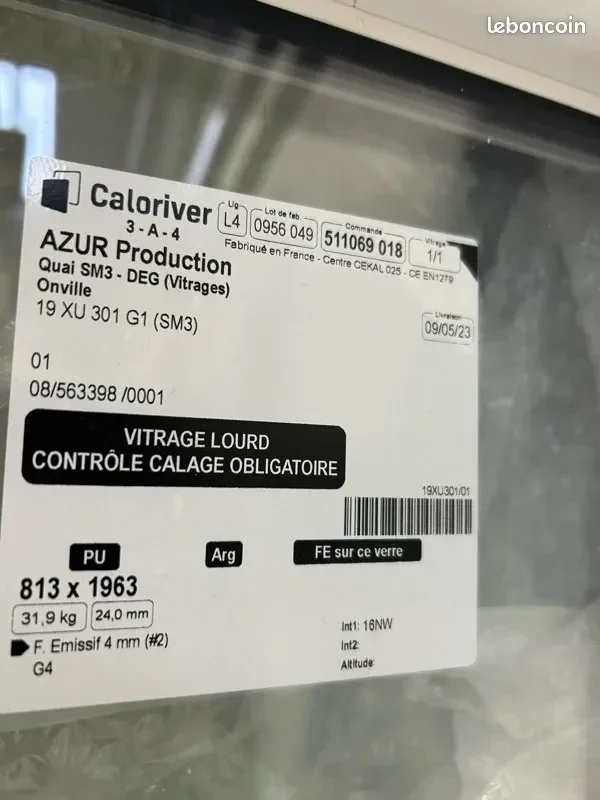 leboncoin
Caloriver
3 - A - 4
Ug
L4
Lot de fab
0956 049
Commande
511069 018
Vitrage
1/1
Fabriqué en France - Centre CEKAL 025 - CE EN1279
AZUR Production
Quai SM3 - DEG (Vitrages)
Onville
19 XU 301 G1 (SM3)
Livraison
09/05/23
01
08/563398 /0001
VITRAGE LOURD
CONTRÔLE CALAGE OBLIGATOIRE
19XU301/01
PU
Arg
FE sur ce verre
813 x 1963
31,9 kg
24,0 mm
F. Emissif 4 mm (#2)
G4
Int1: 16NW
Int2:
Altitude: